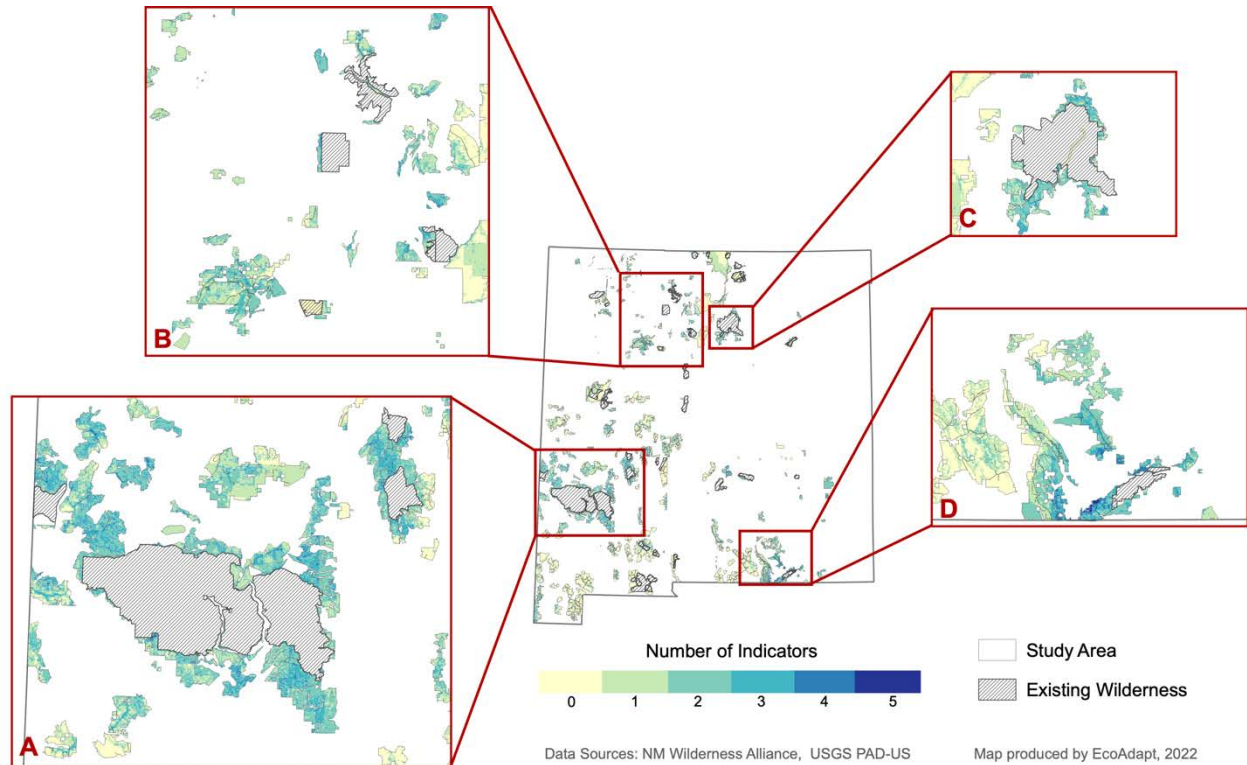 B
C
A
D
Number of Indicators
0 1 2 3 4 5
Study Area
Existing Wilderness
Data Sources: NM Wilderness Alliance, USGS PAD-US
Map produced by EcoAdapt, 2022